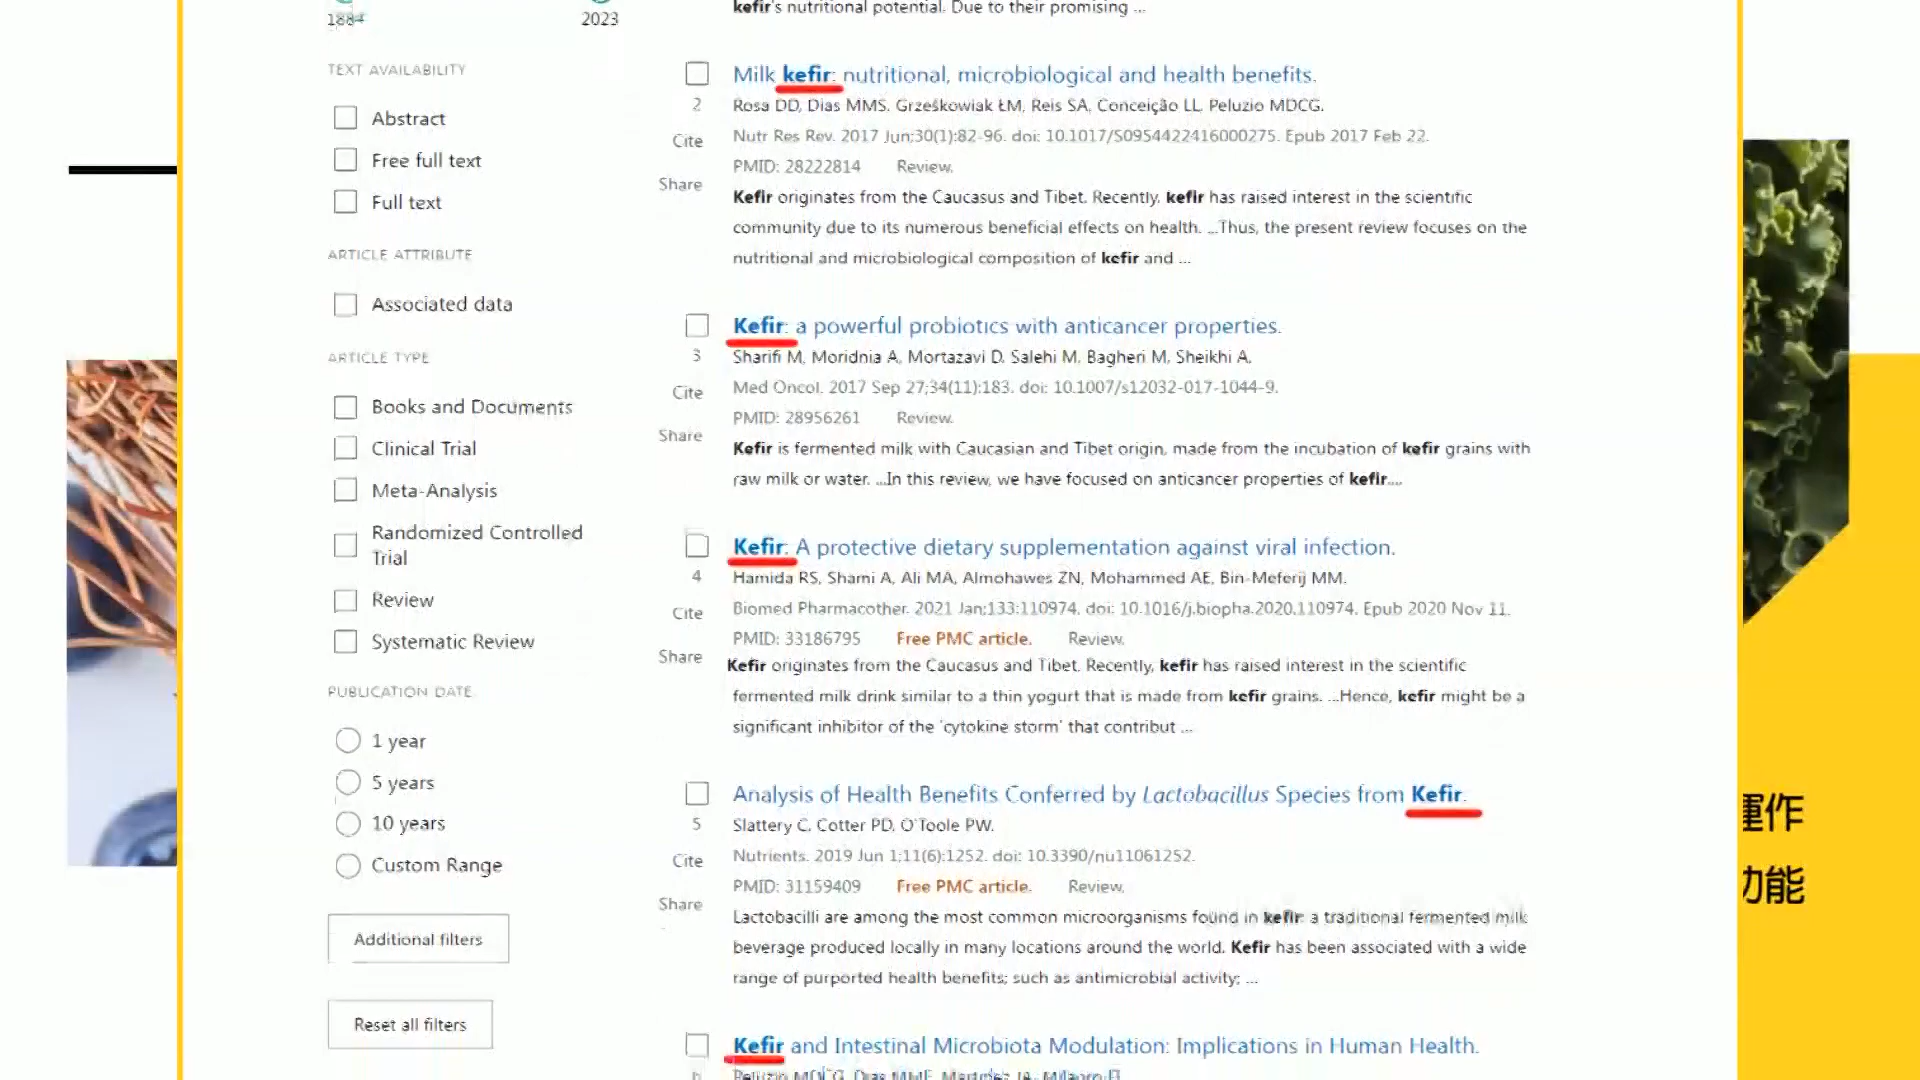 1884
2023
TEXT AVAILABILITY
Abstract
Free full text
Full text
ARTICLE ATTRIBUTE
Associated data
ARTICLE TYPE
Books and Documents
Clinical Trial
Meta-Analysis
Randomized Controlled
Trial
Review
Systematic Review
PUBLICATION DATE
1 year
5 years
10 years
Custom Range
Additional filters
Reset all filters
kefir's nutritional potential. Due to their promising ...
Milk kefir: nutritional, microbiological and health benefits.
2
Rosa DD, Dias MMS, Grześkowiak ŁM, Reis SA, Conceição LL, Peluzio MDCG.
Cite
Nutr Res Rev. 2017 Jun;30(1):82-96. doi: 10.1017/S0954422416000275. Epub 2017 Feb 22.
PMID: 28222814 Review.
Share
Kefir originates from the Caucasus and Tibet. Recently, kefir has raised interest in the scientific
community due to its numerous beneficial effects on health. ...Thus, the present review focuses on the
nutritional and microbiological composition of kefir and ...
Kefir: a powerful probiotics with anticancer properties.
3
Sharifi M, Moridnia A, Mortazavi D, Salehi M, Bagheri M, Sheikhi A.
Cite
Med Oncol. 2017 Sep 27;34(11):183. doi: 10.1007/s12032-017-1044-9.
PMID: 28956261 Review.
Share
Kefir is fermented milk with Caucasian and Tibet origin, made from the incubation of kefir grains with
raw milk or water. ...In this review, we have focused on anticancer properties of kefir....
Kefir: A protective dietary supplementation against viral infection.
4
Hamida RS, Shami A, Ali MA, Almohawes ZN, Mohammed AE, Bin-Meferij MM.
Cite
Biomed Pharmacother. 2021 Jan;133:110974. doi: 10.1016/j.biopha.2020.110974. Epub 2020 Nov 11.
PMID: 33186795 Free PMC article. Review.
Share
Kefir originates from the Caucasus and Tibet. Recently, kefir has raised interest in the scientific
fermented milk drink similar to a thin yogurt that is made from kefir grains. ...Hence, kefir might be a
significant inhibitor of the 'cytokine storm' that contribut ...
Analysis of Health Benefits Conferred by Lactobacillus Species from Kefir.
5
Slattery C, Cotter PD, O'Toole PW.
Cite
Nutrients. 2019 Jun 1;11(6):1252. doi: 10.3390/nu11061252.
PMID: 31159409 Free PMC article. Review.
Share
Lactobacilli are among the most common microorganisms found in kefir; a traditional fermented milk
beverage produced locally in many locations around the world. Kefir has been associated with a wide
range of purported health benefits; such as antimicrobial activity; ...
Kefir and Intestinal Microbiota Modulation: Implications in Human Health.
運作
功能